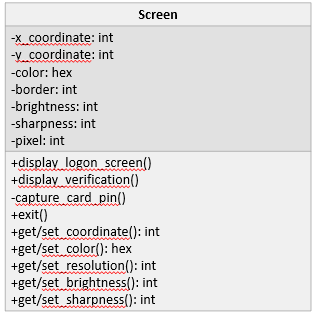 Screen
-x_coordinate: int
-y_coordinate: int
-color: hex
-border: int
-brightness: int
-sharpness: int
-pixel: int
+display_logon_screen()
+display_verification()
-capture_card_pin()
+exit()
+get/set_coordinate(): int
+get/set_color(): hex
+get/set_resolution(): int
+get/set_brightness(): int
+get/set_sharpness(): int